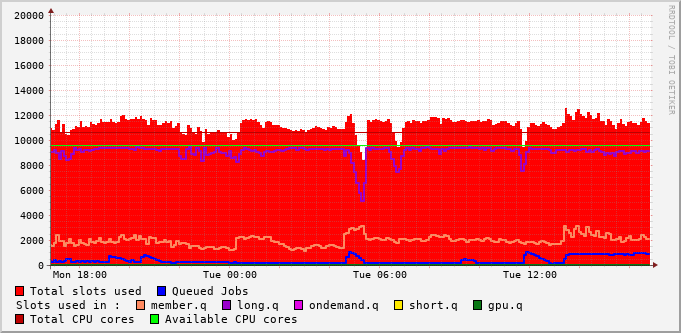 RRDTOOL / TOBI OETIKER
20000
18000
16000
14000
12000
10000
8000
6000
4000
2000
0
Mon 18:00 Tue 00:00 Tue 06:00 Tue 12:00
Total slots used Queued Jobs
Slots used in : member.q long.q ondemand.q short.q gpu.q
Total CPU cores Available CPU cores